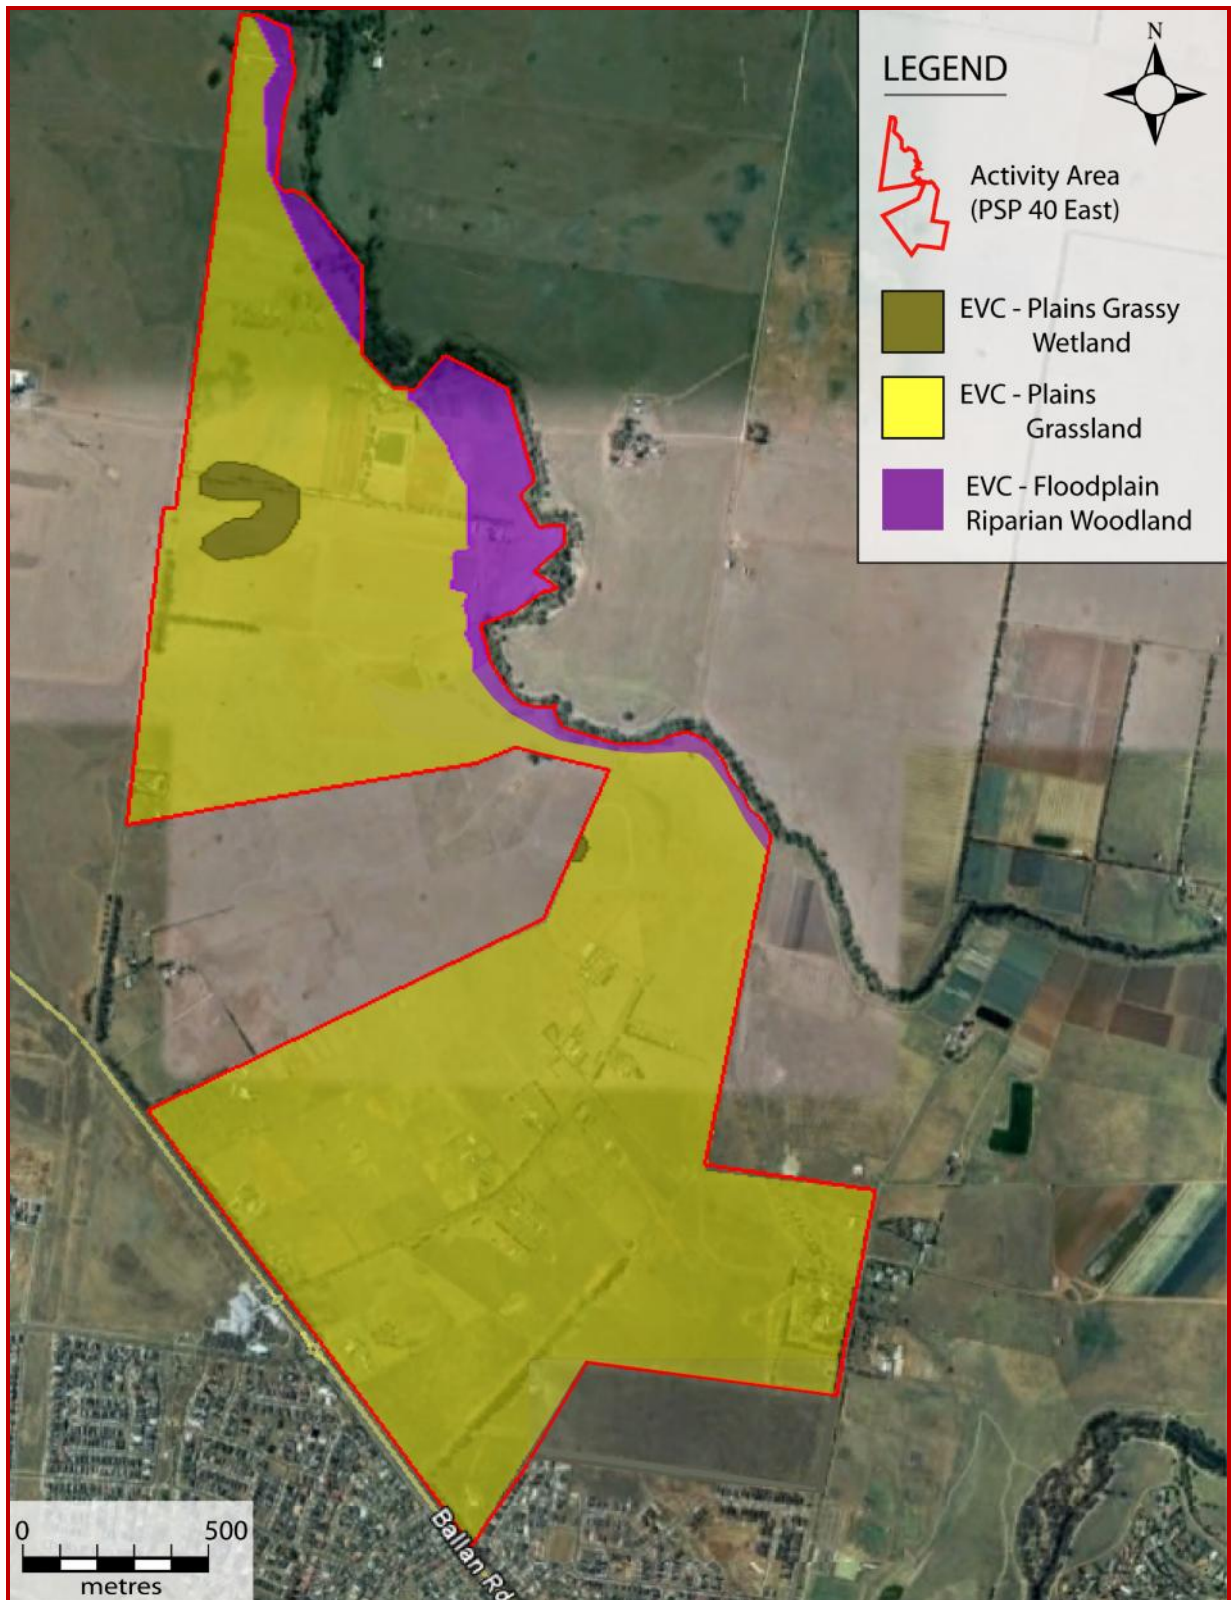 N
LEGEND
Activity Area
(PSP 40 East)
EVC - Plains Grassy
Wetland
EVC - Plains
Grassland
EVC - Floodplain
Riparian Woodland
0 500
metres
Ballan Rd